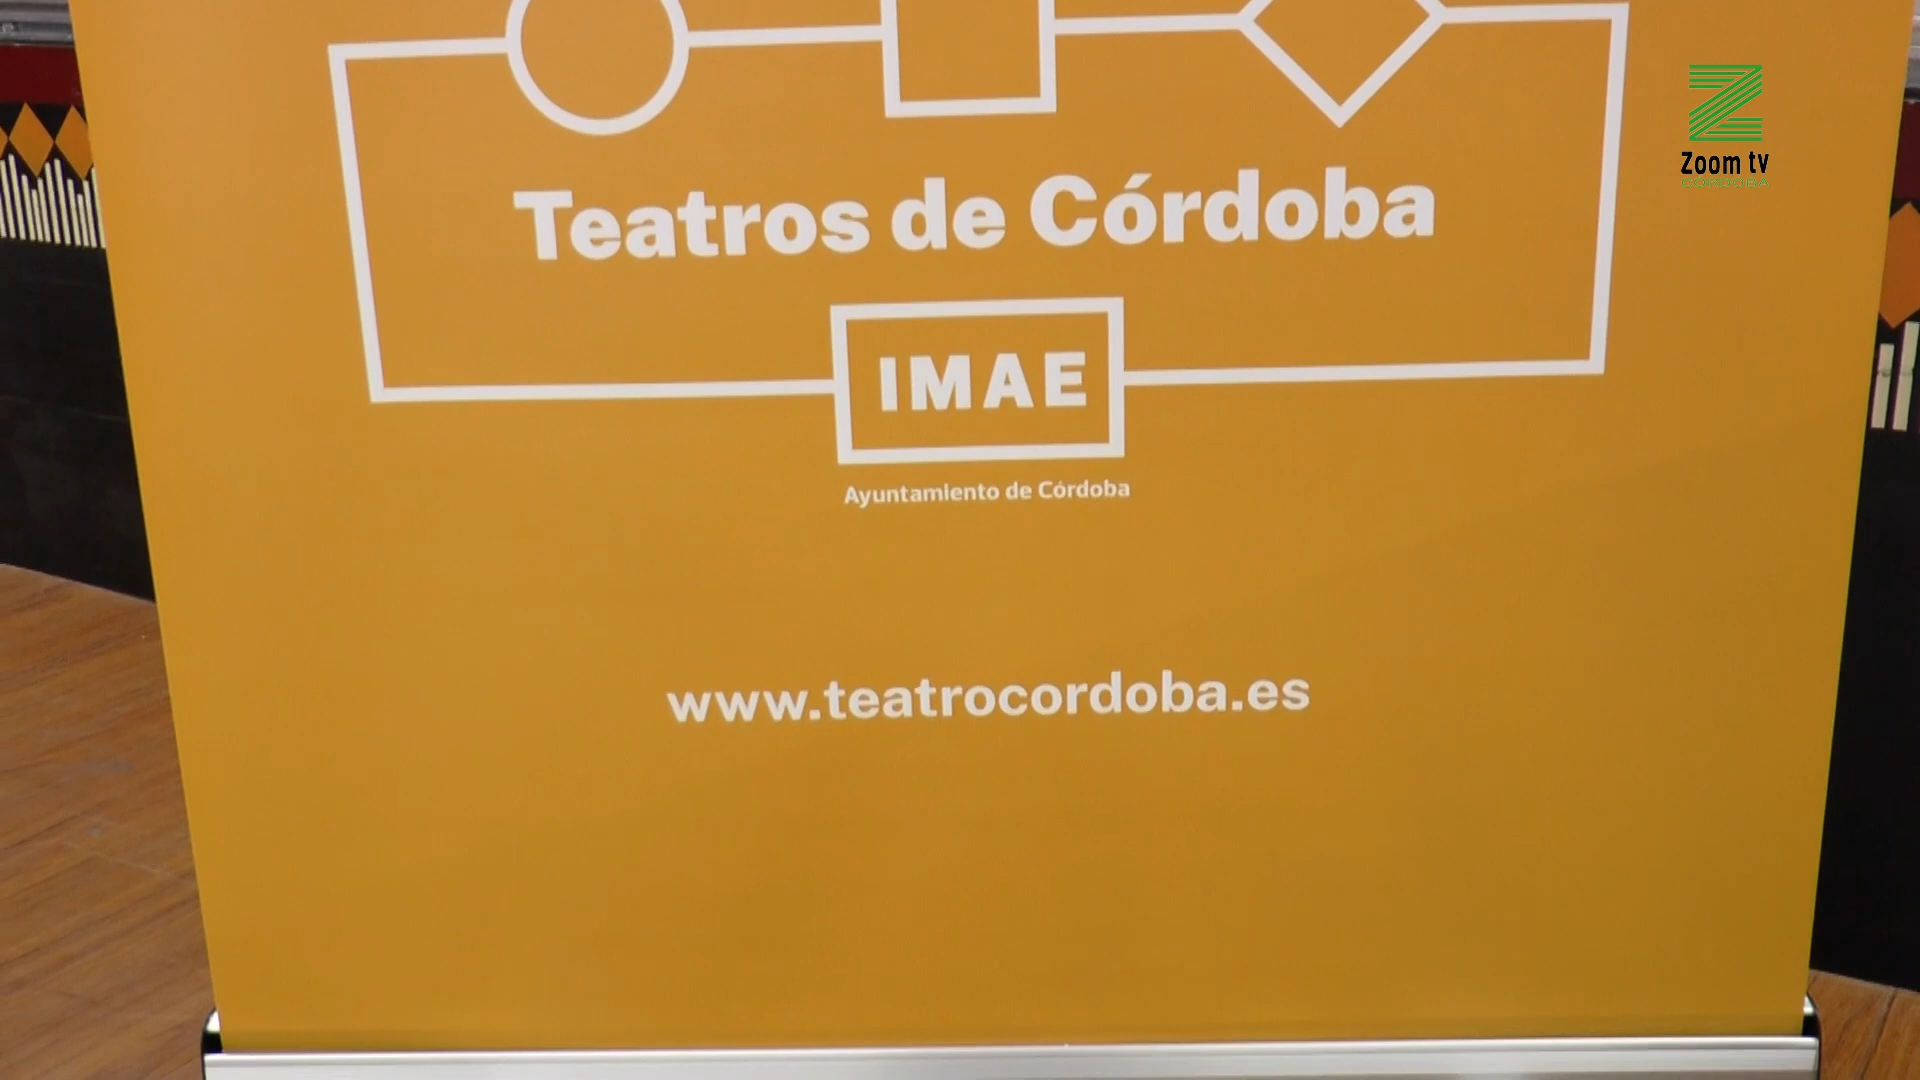 Zoom tv
CÓRDOBA
Teatros de Córdoba
IMAE
Ayuntamiento de Córdoba
www.teatrocordoba.es